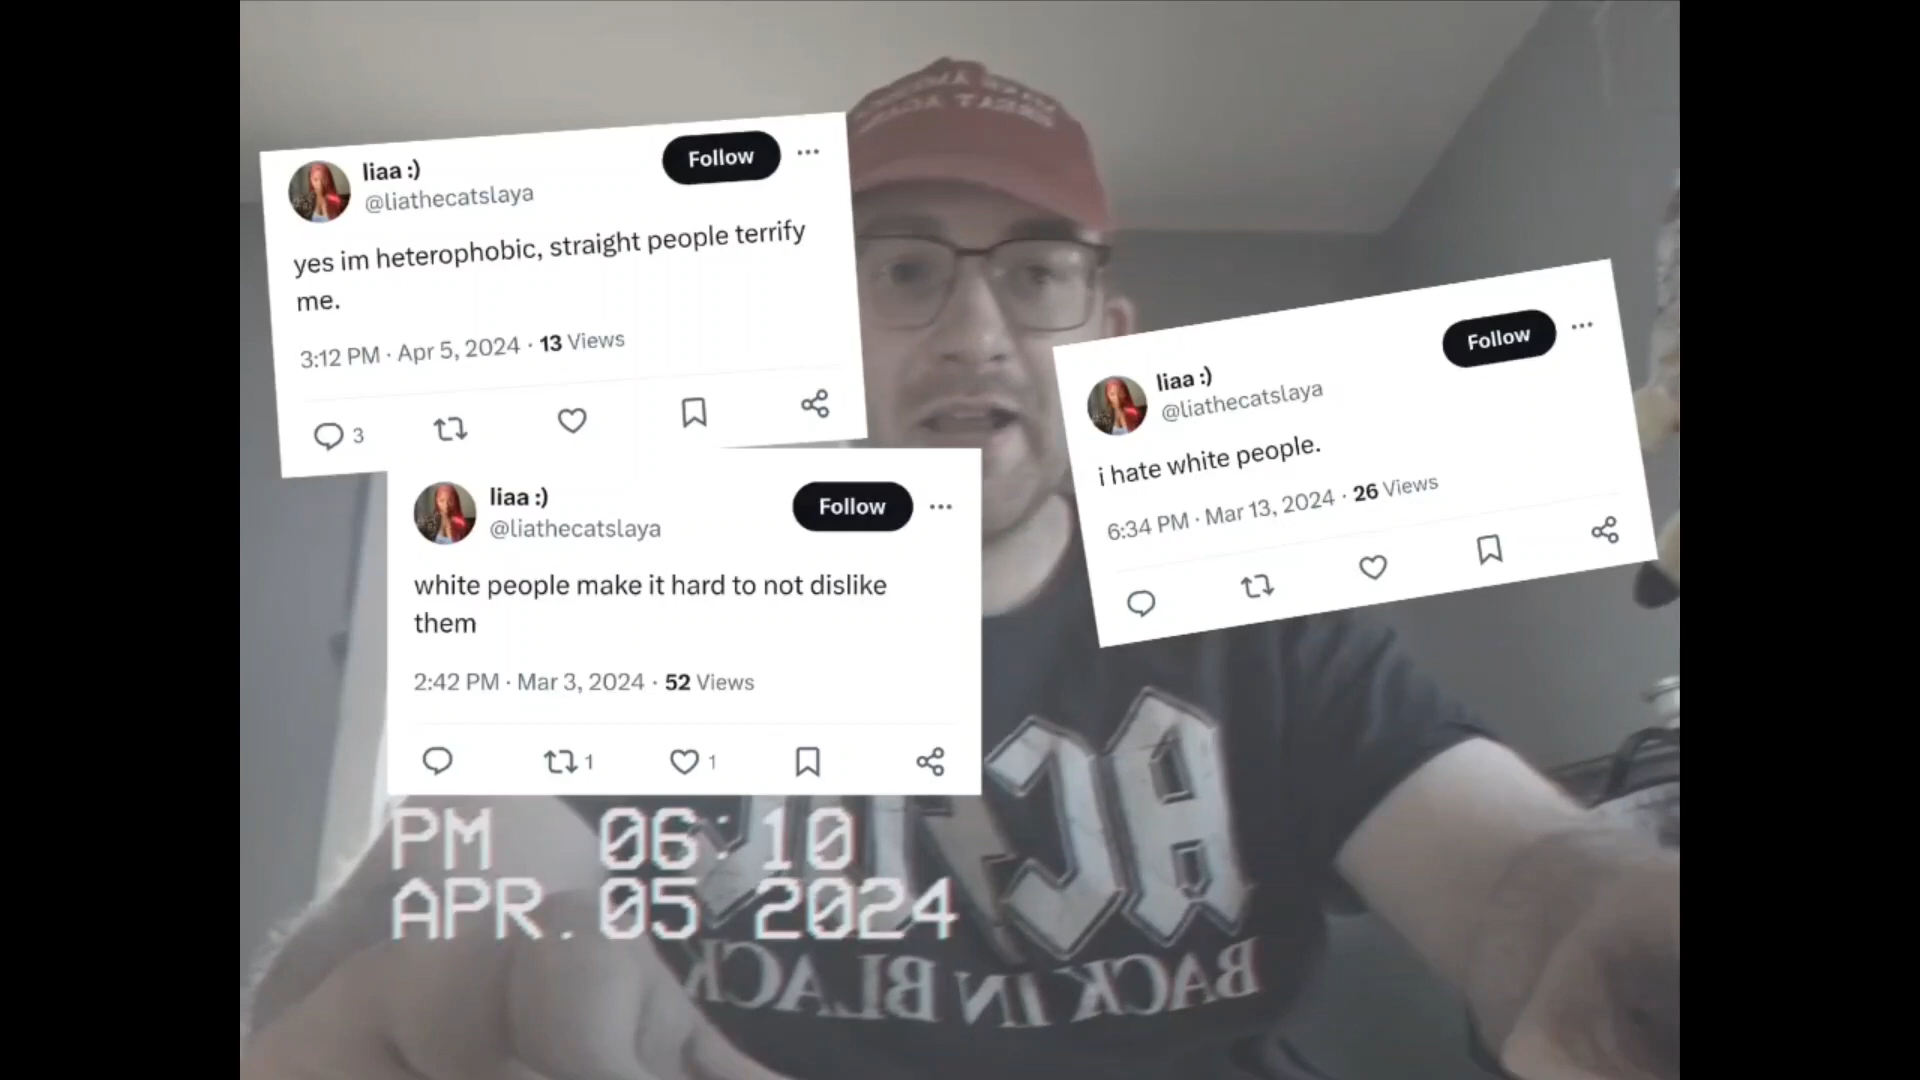 liaa :)
@liathecatslaya
Follow
yes im heterophobic, straight people terrify
me.
3:12 PM · Apr 5, 2024 · 13 Views
3
liaa :)
@liathecatslaya
Follow
i hate white people.
6:34 PM · Mar 13, 2024 · 26 Views
liaa :)
@liathecatslaya
Follow
white people make it hard to not dislike
them
2:42 PM · Mar 3, 2024 · 52 Views
1 1
PM 06:10
APR. 05 2024
BACK IN BLACK